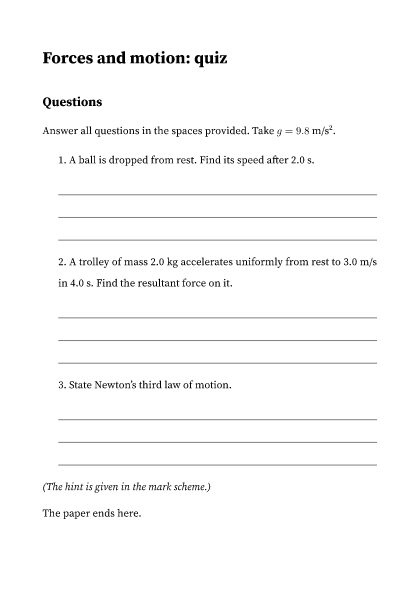 Forces and motion: quiz
Questions
Answer all questions in the spaces provided. Take g = 9.8 m/s².
1. A ball is dropped from rest. Find its speed after 2.0 s.
2. A trolley of mass 2.0 kg accelerates uniformly from rest to 3.0 m/s
in 4.0 s. Find the resultant force on it.
3. State Newton’s third law of motion.
(The hint is given in the mark scheme.)
The paper ends here.